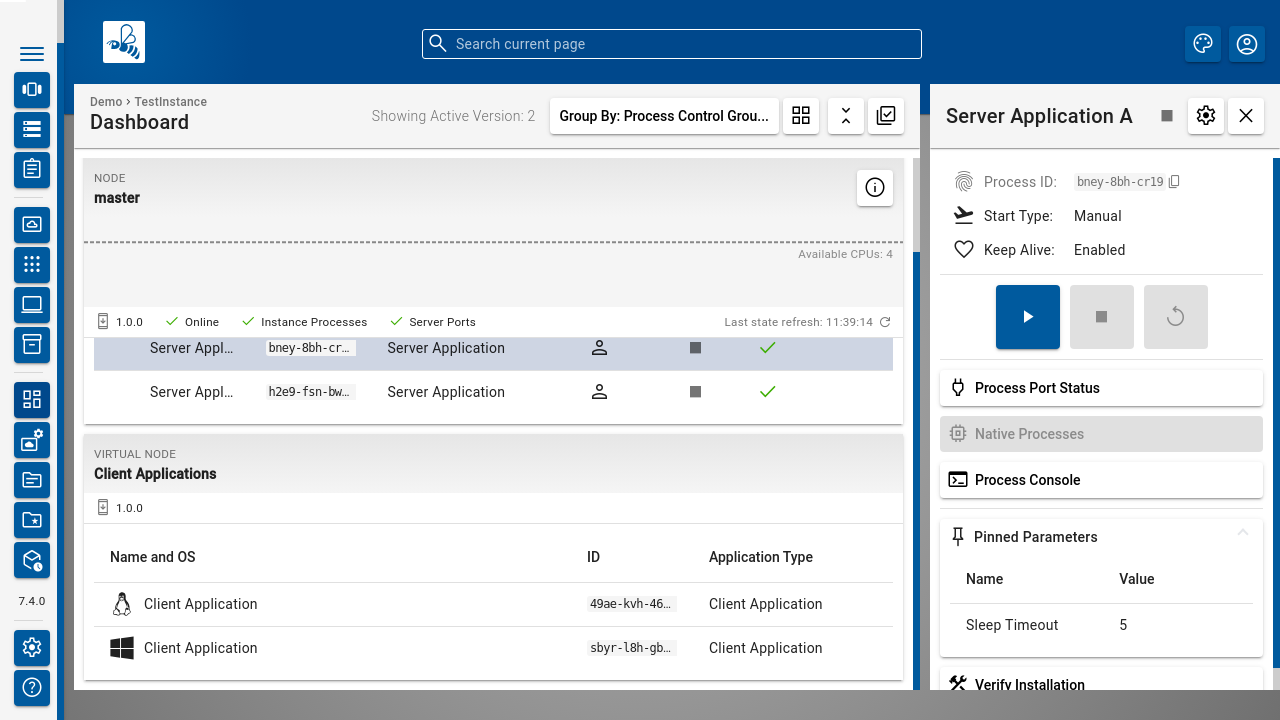 Search current page
Demo › TestInstance
Dashboard
Showing Active Version: 2
Group By: Process Control Grou...
NODE
master
Available CPUs: 4
1.0.0
Online
Instance Processes
Server Ports
Last state refresh: 11:39:14
Server Appl... bney-8bh-cr... Server Application
Server Appl... h2e9-fsn-bw... Server Application
VIRTUAL NODE
Client Applications
1.0.0
Name and OS ID Application Type
Client Application 49ae-kvh-46... Client Application
Client Application sbyr-l8h-gb... Client Application
7.4.0
Server Application A
Process ID: bney-8bh-cr19
Start Type: Manual
Keep Alive: Enabled
Process Port Status
Native Processes
Process Console
Pinned Parameters
Name Value
Sleep Timeout 5
Verify Installation